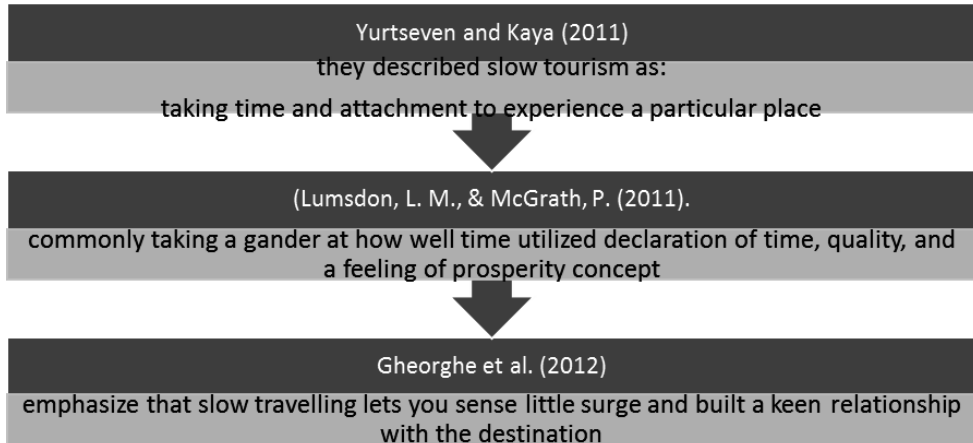 Yurtseven and Kaya (2011)
they described slow tourism as:
taking time and attachment to experience a particular place
(Lumsdon, L. M., & McGrath, P. (2011).
commonly taking a gander at how well time utilized declaration of time, quality, and
a feeling of prosperity concept
Gheorghe et al. (2012)
emphasize that slow travelling lets you sense little surge and built a keen relationship
with the destination